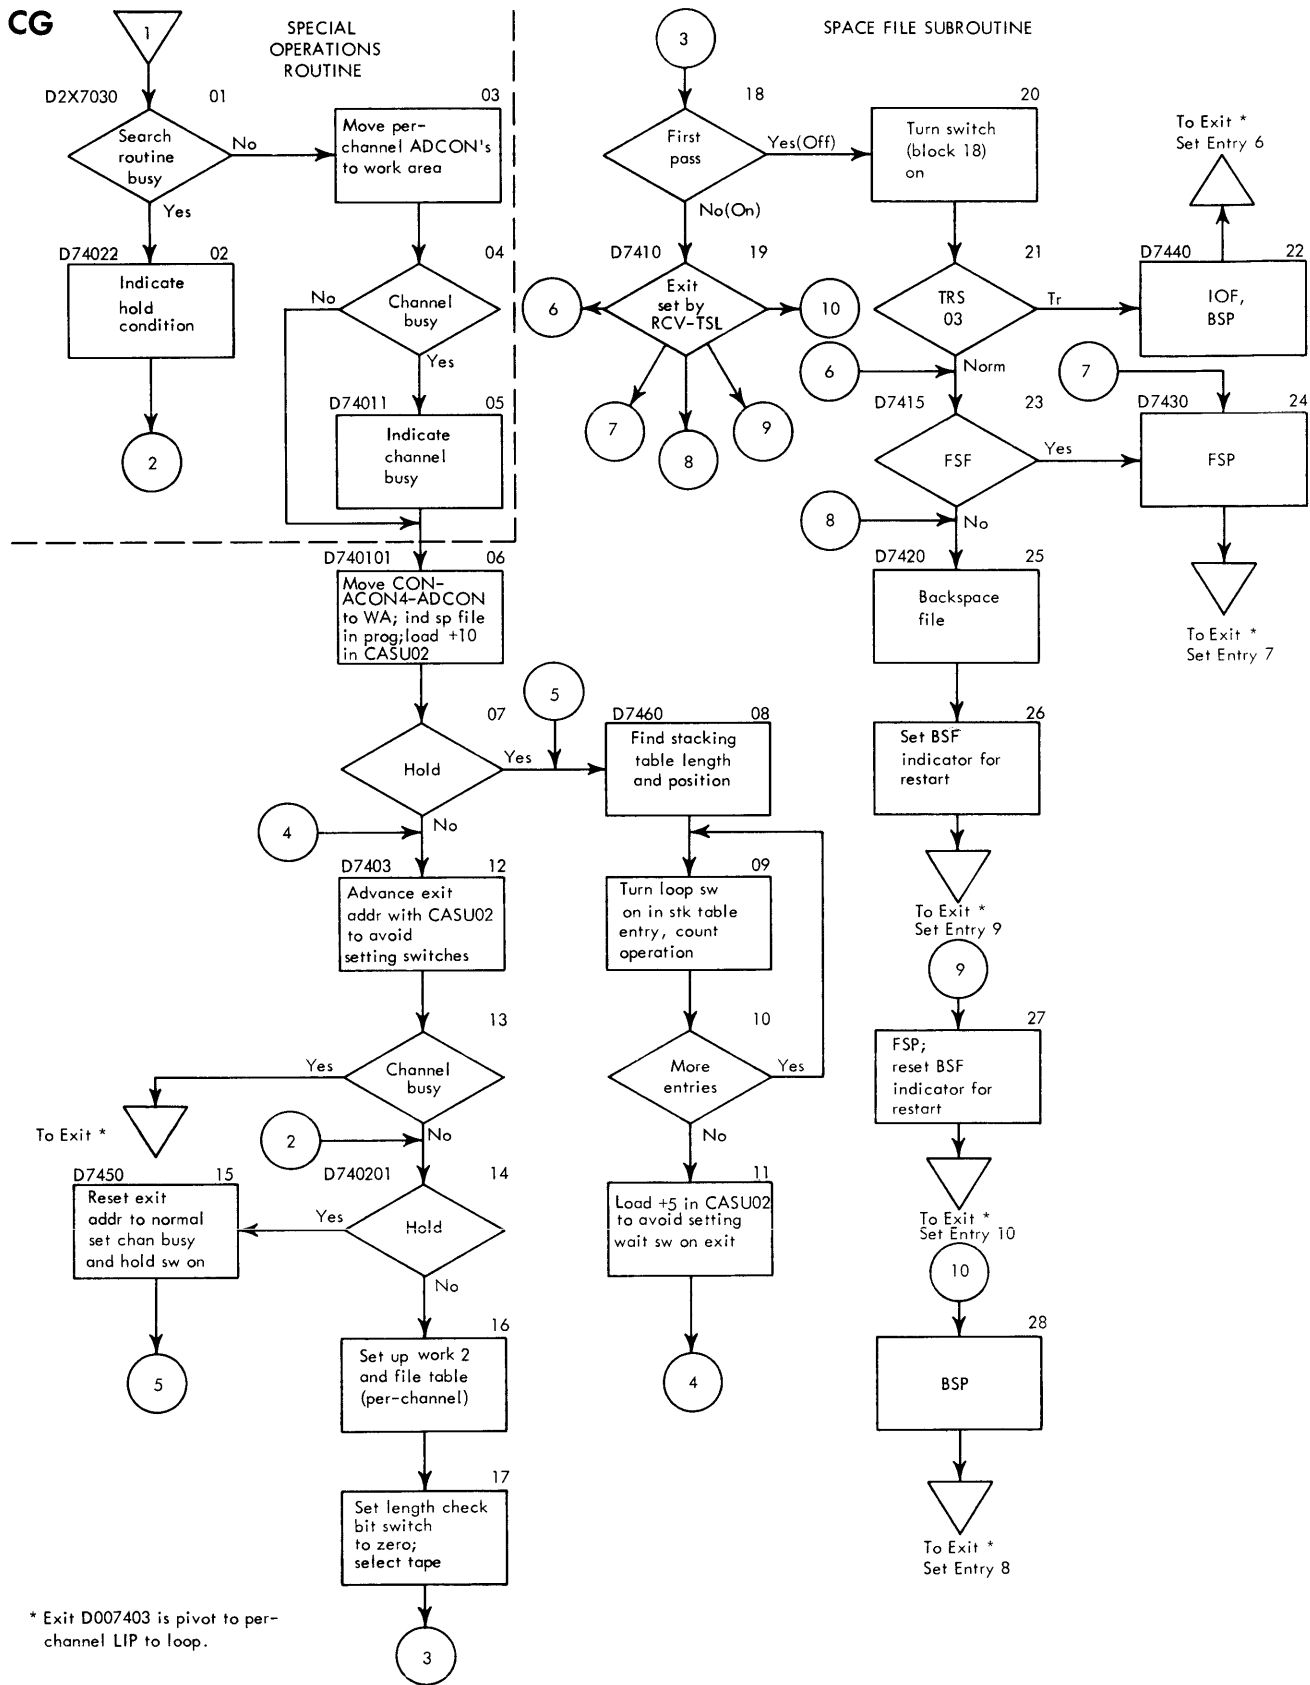 CG
1
SPECIAL
OPERATIONS
ROUTINE
D2X7030
01
Search
routine
busy
No
Yes
03
Move per-
channel ADCON's
to work area
D74022
02
Indicate
hold
condition
2
04
Channel
busy
No
Yes
D74011
05
Indicate
channel
busy
D740101
06
Move CON-
ACON4-ADCON
to WA; ind sp file
in prog;load +10
in CASU02
07
Hold
Yes
No
5
D7460
08
Find stacking
table length
and position
4
D7403
12
Advance exit
addr with CASU02
to avoid
setting switches
09
Turn loop sw
on in stk table
entry, count
operation
13
Channel
busy
Yes
No
To Exit *
10
More
entries
Yes
No
2
D740201
14
Hold
Yes
No
D7450
15
Reset exit
addr to normal
set chan busy
and hold sw on
5
11
Load +5 in CASU02
to avoid setting
wait sw on exit
4
16
Set up work 2
and file table
(per-channel)
17
Set length check
bit switch
to zero;
select tape
3
* Exit D007403 is pivot to per-
channel LIP to loop.
SPACE FILE SUBROUTINE
3
18
First
pass
Yes(Off)
No(On)
20
Turn switch
(block 18)
on
D7410
19
Exit
set by
RCV-TSL
6
7
8
9
10
21
TRS
03
Tr
Norm
To Exit *
Set Entry 6
D7440
22
IOF,
BSP
6
D7415
23
FSF
Yes
No
7
D7430
24
FSP
To Exit *
Set Entry 7
8
D7420
25
Backspace
file
26
Set BSF
indicator for
restart
To Exit *
Set Entry 9
9
27
FSP;
reset BSF
indicator for
restart
To Exit *
Set Entry 10
10
28
BSP
To Exit *
Set Entry 8